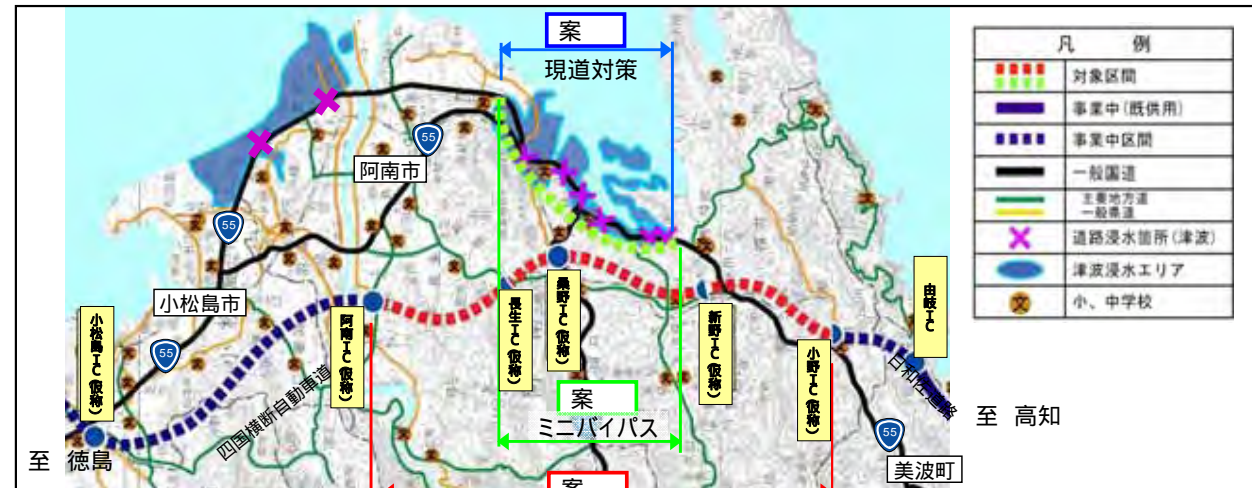 案
現道対策
55
阿南市
55
小松島市
55
小松島IC(仮称)
阿南IC(仮称)
長生IC(仮称)
桑野IC(仮称)
新野IC(仮称)
小野IC(仮称)
由岐IC
四国横断自動車道
日和佐道路
案
ミニバイパス
至 徳島
至 高知
55
美波町
案
凡 例
対象区間
事業中(既供用)
事業中区間
一般国道
主要地方道
一般県道
道路浸水箇所(津波)
津波浸水エリア
文 小、中学校